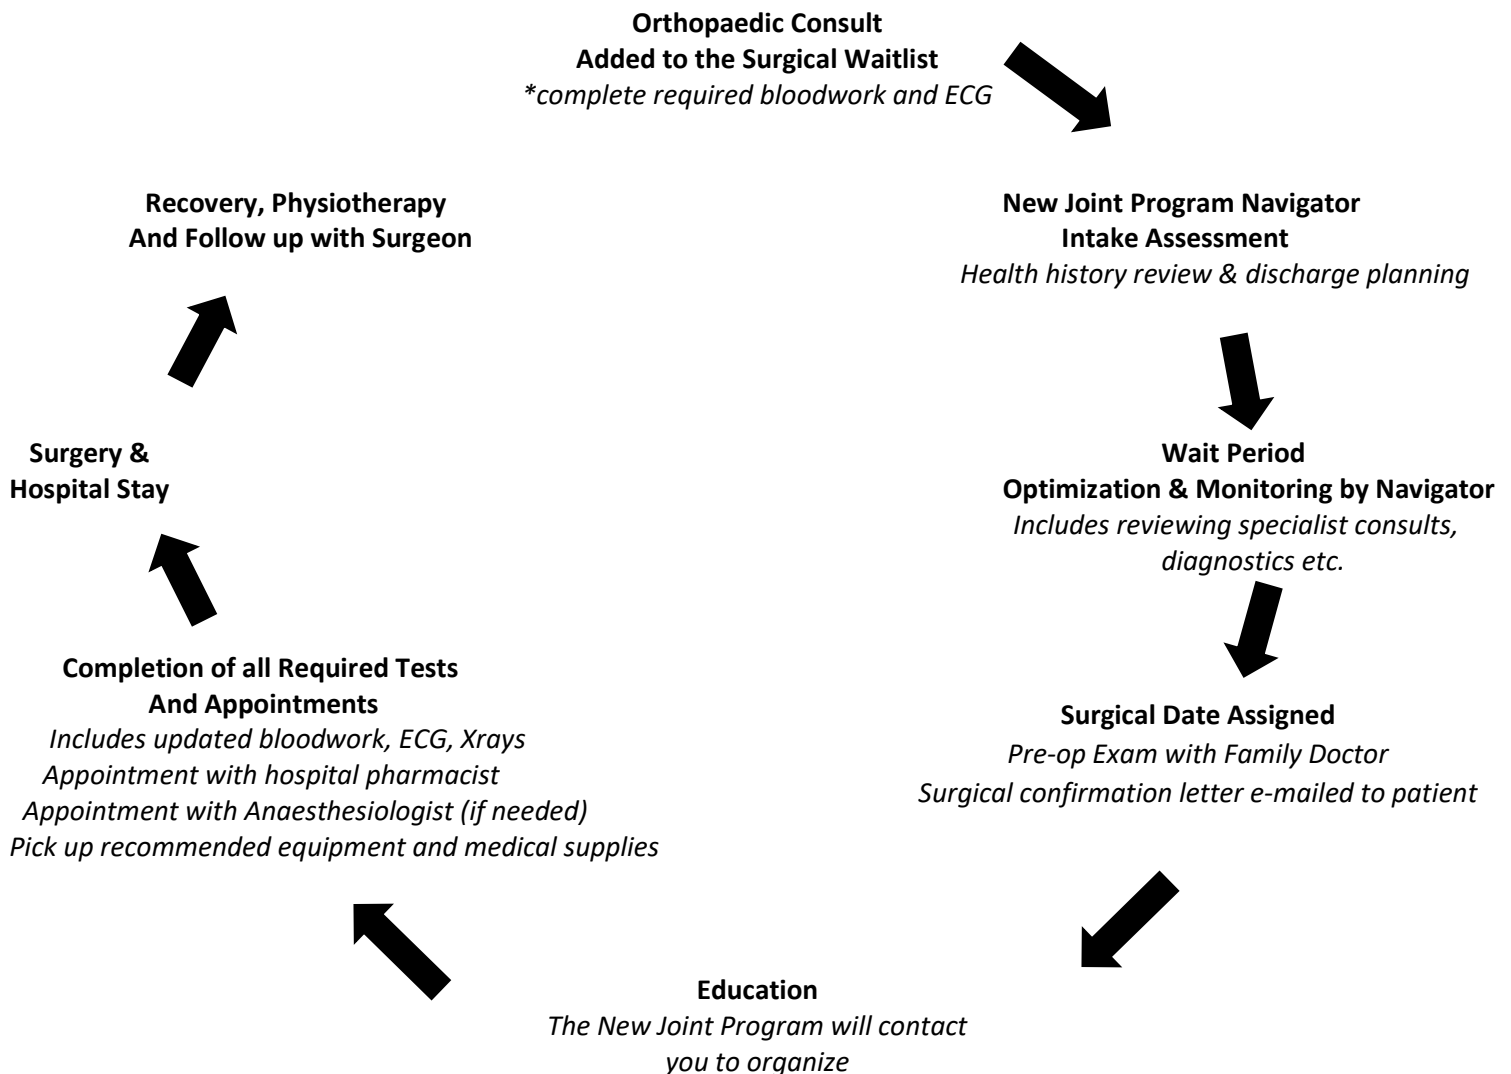 Orthopaedic Consult
Added to the Surgical Waitlist
*complete required bloodwork and ECG
New Joint Program Navigator
Intake Assessment
Health history review & discharge planning
Wait Period
Optimization & Monitoring by Navigator
Includes reviewing specialist consults,
diagnostics etc.
Surgical Date Assigned
Pre-op Exam with Family Doctor
Surgical confirmation letter e-mailed to patient
Education
The New Joint Program will contact
you to organize
Completion of all Required Tests
And Appointments
Includes updated bloodwork, ECG, Xrays
Appointment with hospital pharmacist
Appointment with Anaesthesiologist (if needed)
Pick up recommended equipment and medical supplies
Surgery &
Hospital Stay
Recovery, Physiotherapy
And Follow up with Surgeon